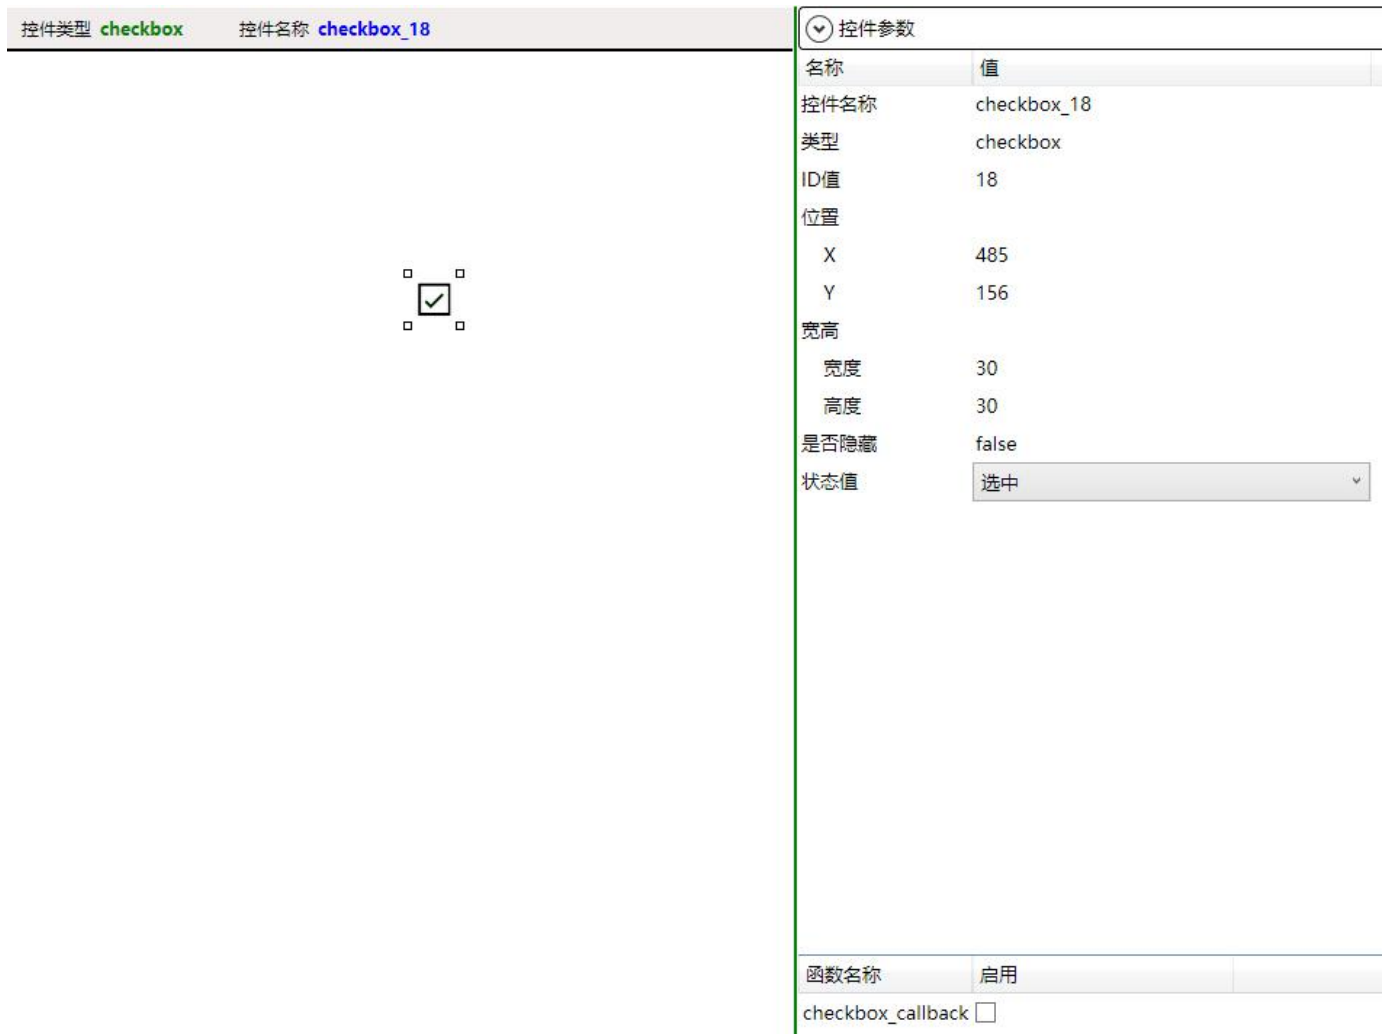 控件类型 checkbox 控件名称 checkbox_18
控件参数
名称 值
控件名称 checkbox_18
类型 checkbox
ID值 18
位置
X 485
Y 156
宽高
宽度 30
高度 30
是否隐藏 false
状态值 选中
函数名称 启用
checkbox_callback